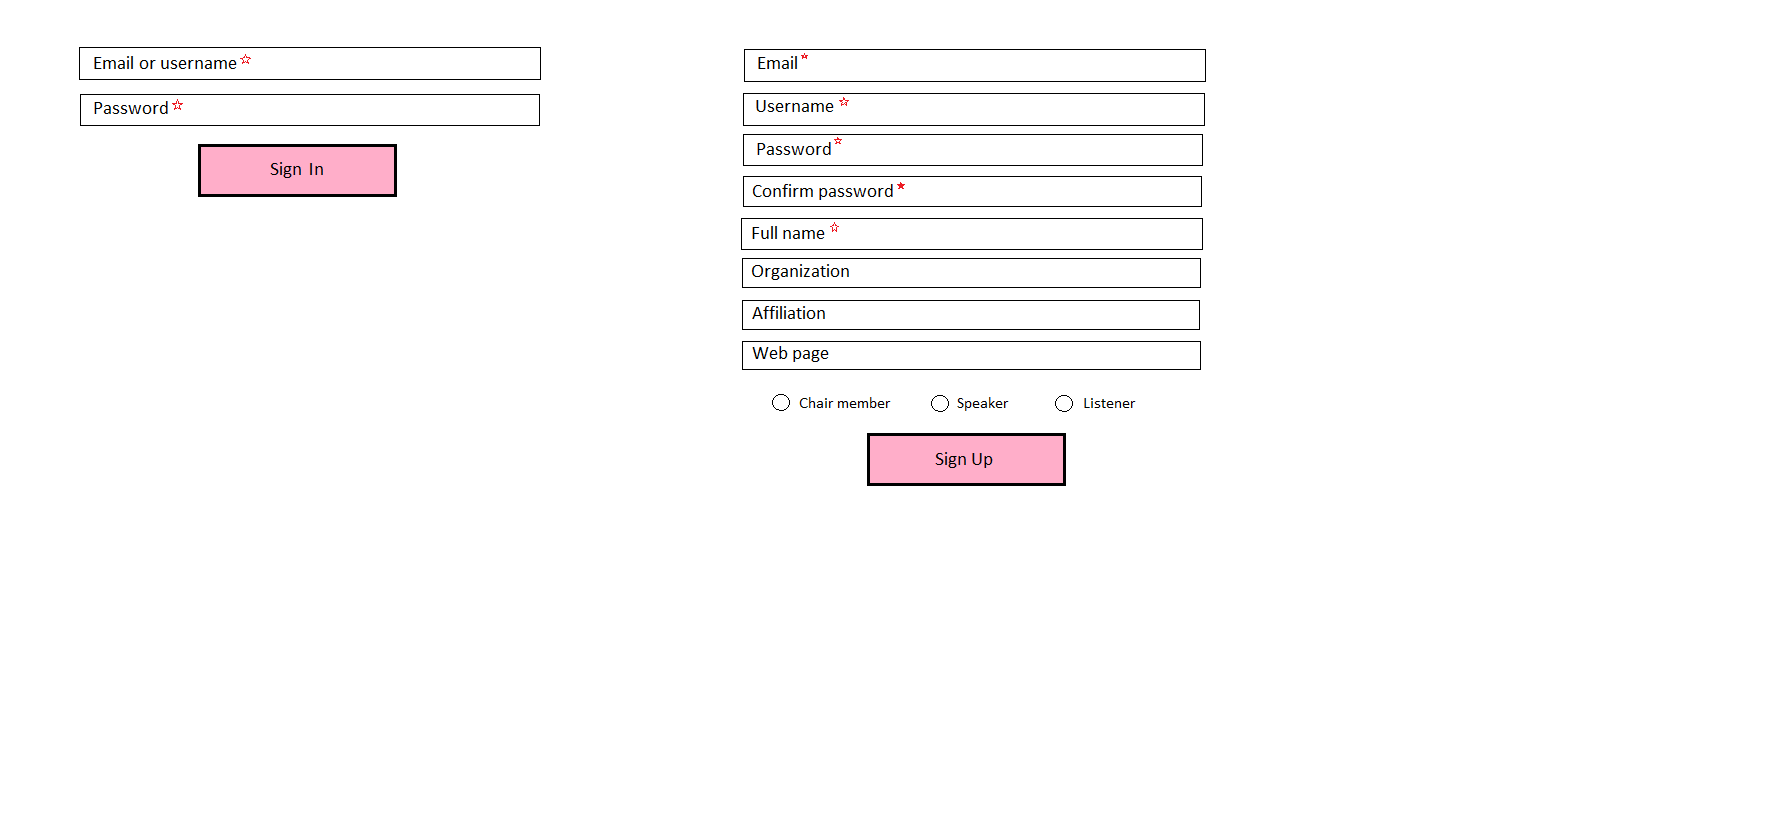 Email or username
Password
Sign In
Email
Username
Password
Confirm password
Full name
Organization
Affiliation
Web page
Chair member Speaker Listener
Sign Up